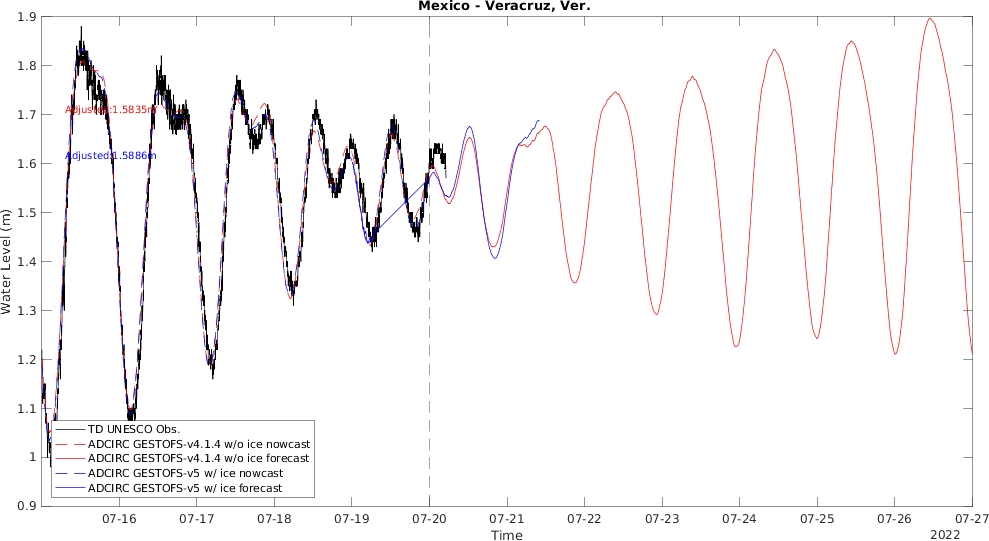 Mexico - Veracruz, Ver.
1.9
1.8
1.7
1.6
1.5
1.4
1.3
1.2
1.1
1
0.9
Water Level (m)
Adjusted:1.5835m
Adjusted:1.5886m
TD UNESCO Obs.
ADCIRC GESTOFS-v4.1.4 w/o ice nowcast
ADCIRC GESTOFS-v4.1.4 w/o ice forecast
ADCIRC GESTOFS-v5 w/ ice nowcast
ADCIRC GESTOFS-v5 w/ ice forecast
07-16 07-17 07-18 07-19 07-20 07-21 07-22 07-23 07-24 07-25 07-26 07-27
Time
2022